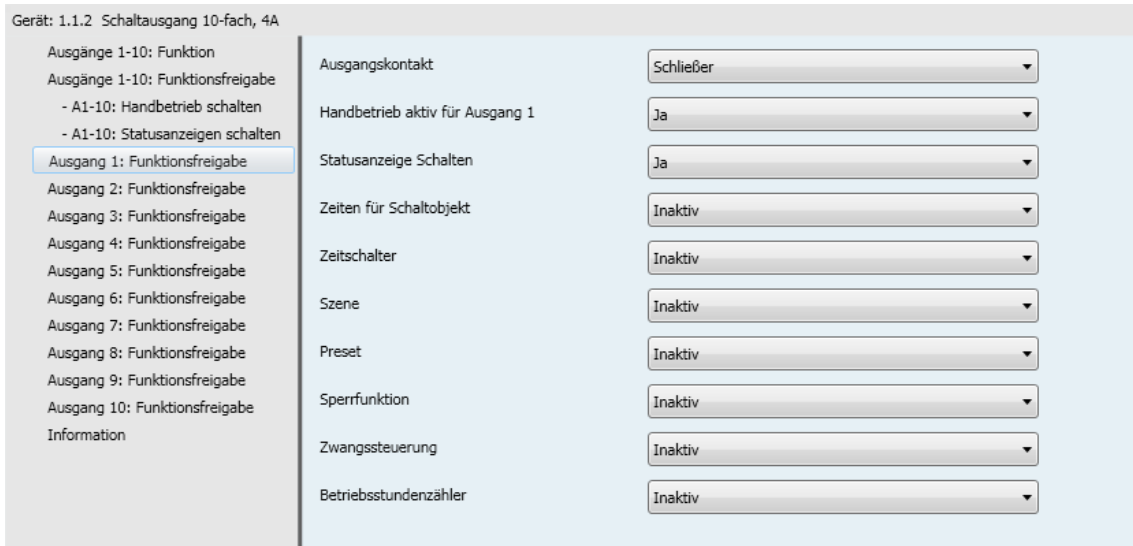 Gerät: 1.1.2 Schaltausgang 10-fach, 4A
Ausgänge 1-10: Funktion
Ausgänge 1-10: Funktionsfreigabe
- A1-10: Handbetrieb schalten
- A1-10: Statusanzeigen schalten
Ausgang 1: Funktionsfreigabe
Ausgang 2: Funktionsfreigabe
Ausgang 3: Funktionsfreigabe
Ausgang 4: Funktionsfreigabe
Ausgang 5: Funktionsfreigabe
Ausgang 6: Funktionsfreigabe
Ausgang 7: Funktionsfreigabe
Ausgang 8: Funktionsfreigabe
Ausgang 9: Funktionsfreigabe
Ausgang 10: Funktionsfreigabe
Information
Ausgangskontakt Schließer
Handbetrieb aktiv für Ausgang 1 Ja
Statusanzeige Schalten Ja
Zeiten für Schaltobjekt Inaktiv
Zeitschalter Inaktiv
Szene Inaktiv
Preset Inaktiv
Sperrfunktion Inaktiv
Zwangssteuerung Inaktiv
Betriebsstundenzähler Inaktiv